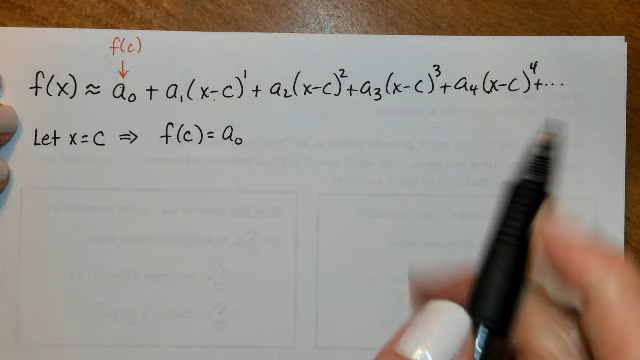 f(c)
↓
f(x) ≈ a₀ + a₁(x-c)¹ + a₂(x-c)² + a₃(x-c)³ + a₄(x-c)⁴ + ...
Let x = c ⇒ f(c) = a₀